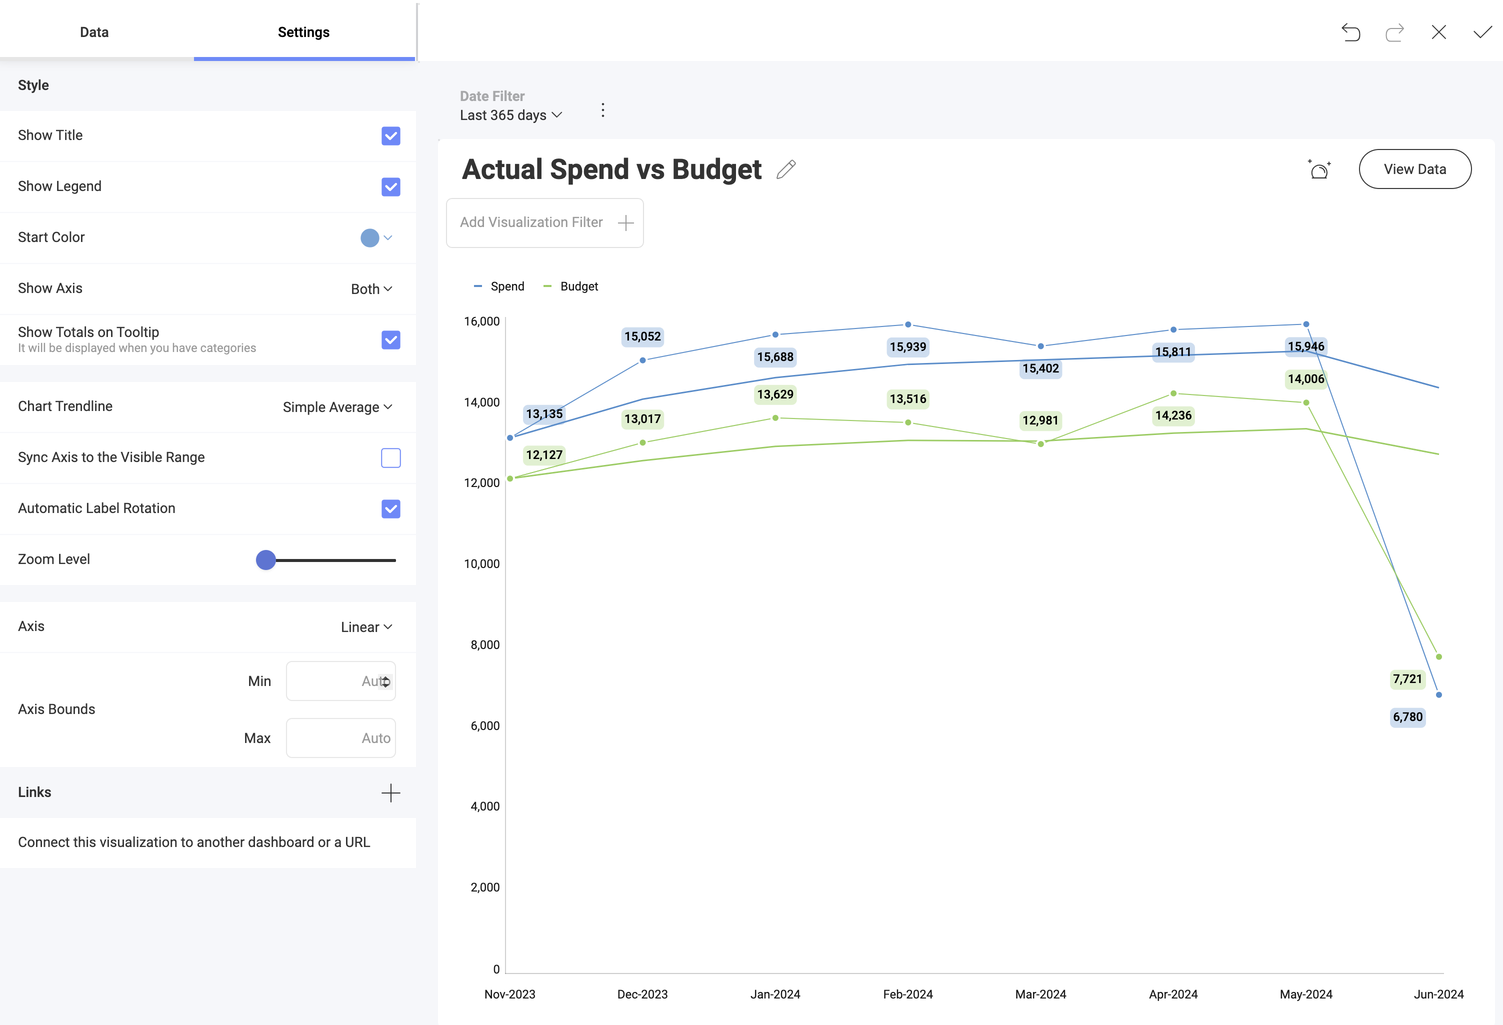 Data
Settings
Style
Show Title
Show Legend
Start Color
Show Axis
Both
Show Totals on Tooltip
It will be displayed when you have categories
Chart Trendline
Simple Average
Sync Axis to the Visible Range
Automatic Label Rotation
Zoom Level
Axis
Linear
Axis Bounds
Min
Auto
Max
Auto
Links
Connect this visualization to another dashboard or a URL
Date Filter
Last 365 days
Actual Spend vs Budget
View Data
Add Visualization Filter
Spend
Budget
16,000
14,000
12,000
10,000
8,000
6,000
4,000
2,000
0
13,135
15,052
15,688
15,939
15,402
15,811
15,946
6,780
12,127
13,017
13,629
13,516
12,981
14,236
14,006
7,721
Nov-2023
Dec-2023
Jan-2024
Feb-2024
Mar-2024
Apr-2024
May-2024
Jun-2024